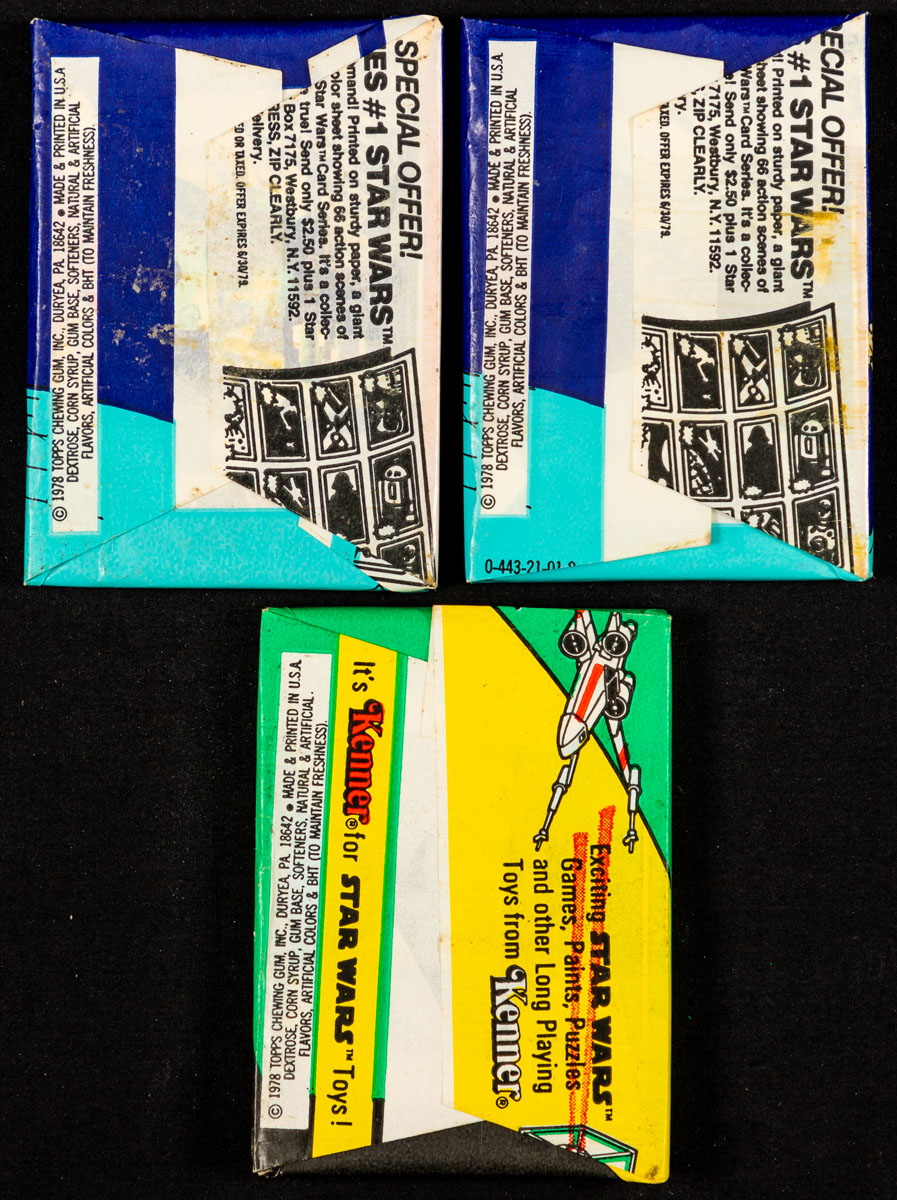 SPECIAL OFFER!
ES #1 STAR WARS™
mand! Printed on sturdy paper, a giant
olor sheet showing 66 action scenes of
Star Wars™ Card Series. It's a collec-
true! Send only $2.50 plus 1 Star
Box 7175, Westbury, N.Y. 11592.
RESS, ZIP CLEARLY.
elivery.
D OR TAXED. OFFER EXPIRES 6/30/79.
© 1978 TOPPS CHEWING GUM, INC., DURYEA, PA. 18642 • MADE & PRINTED IN U.S.A
DEXTROSE, CORN SYRUP, GUM BASE, SOFTENERS, NATURAL & ARTIFICIAL
FLAVORS, ARTIFICIAL COLORS & BHT (TO MAINTAIN FRESHNESS).
ECIAL OFFER!
#1 STAR WARS™
! Printed on sturdy paper, a giant
heet showing 66 action scenes of
Wars™ Card Series. It's a collec-
! Send only $2.50 plus 1 Star
7175, Westbury, N.Y. 11592.
ZIP CLEARLY.
ry.
TAXED. OFFER EXPIRES 6/30/79.
© 1978 TOPPS CHEWING GUM, INC., DURYEA, PA. 18642 • MADE & PRINTED IN U.S.A
DEXTROSE, CORN SYRUP, GUM BASE, SOFTENERS, NATURAL & ARTIFICIAL
FLAVORS, ARTIFICIAL COLORS & BHT (TO MAINTAIN FRESHNESS).
0-443-21-01-8
Exciting STAR WARS™
Games, Paints, Puzzles
and other Long Playing
Toys from Kenner®
It's Kenner® for STAR WARS™ Toys!
© 1978 TOPPS CHEWING GUM, INC., DURYEA, PA. 18642 • MADE & PRINTED IN U.S.A.
DEXTROSE, CORN SYRUP, GUM BASE, SOFTENERS, NATURAL & ARTIFICIAL.
FLAVORS, ARTIFICIAL COLORS & BHT (TO MAINTAIN FRESHNESS).